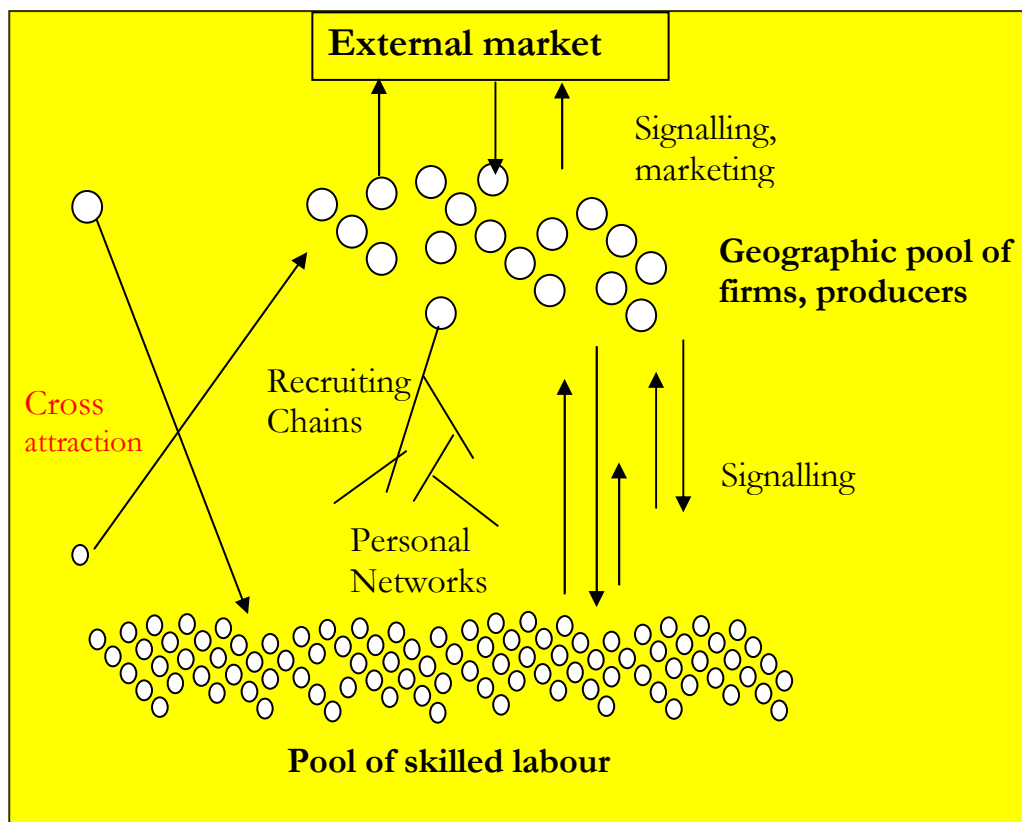 External market
Signalling,
marketing
Geographic pool of
firms, producers
Recruiting
Chains
Cross
attraction
Signalling
Personal
Networks
Pool of skilled labour